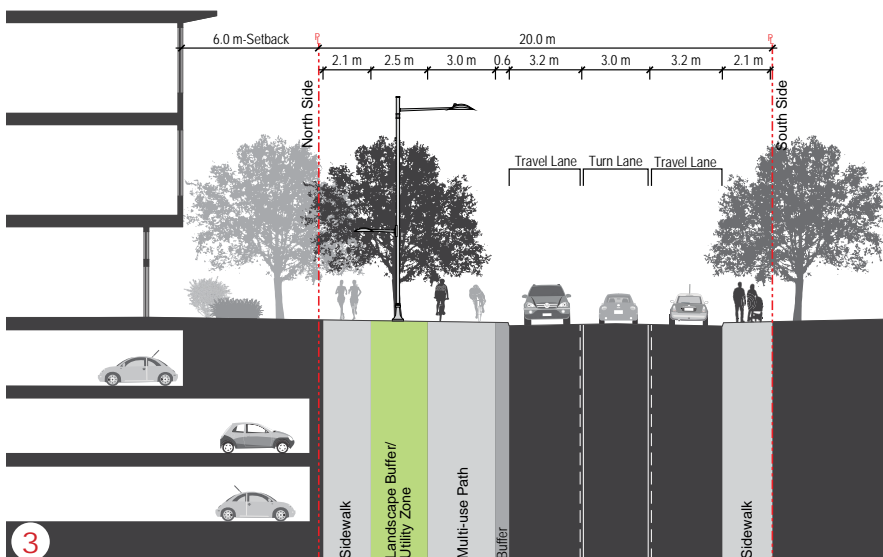 6.0 m-Setback
20.0 m
2.1 m
2.5 m
3.0 m
0.6
3.2 m
3.0 m
3.2 m
2.1 m
North Side
South Side
Travel Lane
Turn Lane
Travel Lane
Sidewalk
Landscape Buffer/
Utility Zone
Multi-use Path
Buffer
Sidewalk
3